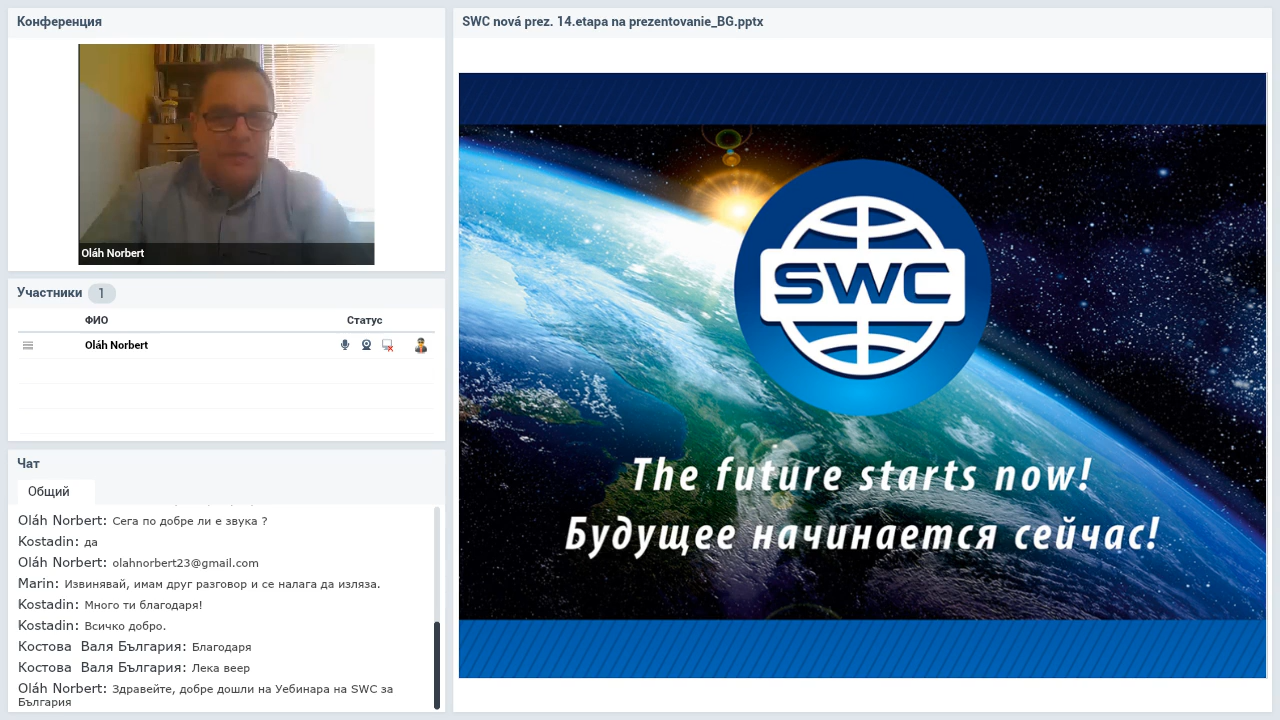 Конференция
Oláh Norbert
Участники 1
ФИО Статус
Oláh Norbert
Чат
Общий
Oláh Norbert: Сега по добре ли е звука ?
Kostadin: да
Oláh Norbert: olahnorbert23@gmail.com
Marin: Извинявай, имам друг разговор и се налага да изляза.
Kostadin: Много ти благодаря!
Kostadin: Всичко добро.
Костова Валя България: Благодаря
Костова Валя България: Лека веер
Oláh Norbert: Здравейте, добре дошли на Уебинара на SWC за
България
SWC nová prez. 14.etapa na prezentovanie_BG.pptx
SWC
The future starts now!
Будущее начинается сейчас!